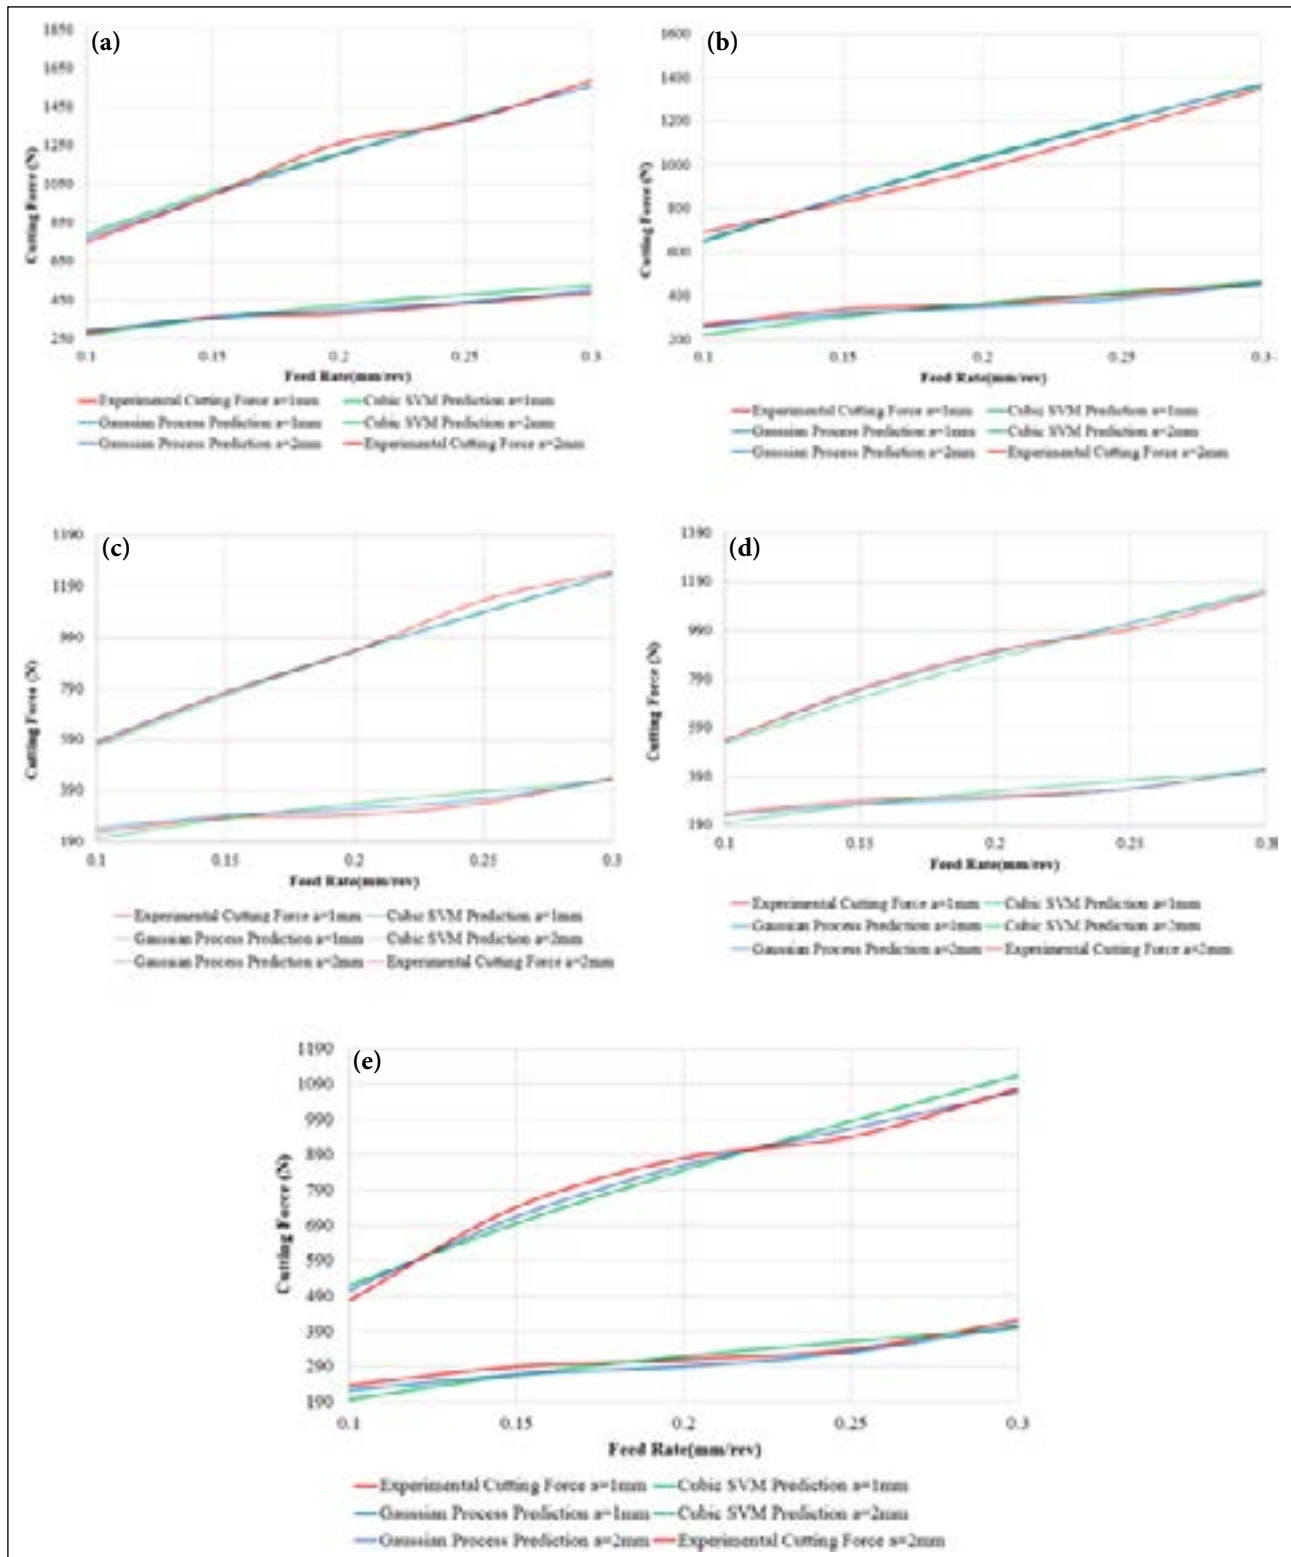 (a)
1850
1650
1450
1250
1050
850
650
450
250
Cutting Force (N)
0.1 0.15 0.2 0.25 0.3
Feed Rate(mm/rev)
Experimental Cutting Force a=1mm Cubic SVM Prediction a=1mm
Gaussian Process Prediction a=1mm Cubic SVM Prediction a=2mm
Gaussian Process Prediction a=2mm Experimental Cutting Force a=2mm
(b)
1600
1400
1200
1000
800
600
400
200
Cutting Force (N)
0.1 0.15 0.2 0.25 0.3
Feed Rate(mm/rev)
Experimental Cutting Force a=1mm Cubic SVM Prediction a=1mm
Gaussian Process Prediction a=1mm Cubic SVM Prediction a=2mm
Gaussian Process Prediction a=2mm Experimental Cutting Force a=2mm
(c)
1390
1190
990
790
590
390
190
Cutting Force (N)
0.1 0.15 0.2 0.25 0.3
Feed Rate(mm/rev)
Experimental Cutting Force a=1mm Cubic SVM Prediction a=1mm
Gaussian Process Prediction a=1mm Cubic SVM Prediction a=2mm
Gaussian Process Prediction a=2mm Experimental Cutting Force a=2mm
(d)
1390
1190
990
790
590
390
190
Cutting Force (N)
0.1 0.15 0.2 0.25 0.3
Feed Rate(mm/rev)
Experimental Cutting Force a=1mm Cubic SVM Prediction a=1mm
Gaussian Process Prediction a=1mm Cubic SVM Prediction a=2mm
Gaussian Process Prediction a=2mm Experimental Cutting Force a=2mm
(e)
1190
1090
990
890
790
690
590
490
390
290
190
Cutting Force (N)
0.1 0.15 0.2 0.25 0.3
Feed Rate(mm/rev)
Experimental Cutting Force a=1mm Cubic SVM Prediction a=1mm
Gaussian Process Prediction a=1mm Cubic SVM Prediction a=2mm
Gaussian Process Prediction a=2mm Experimental Cutting Force a=2mm